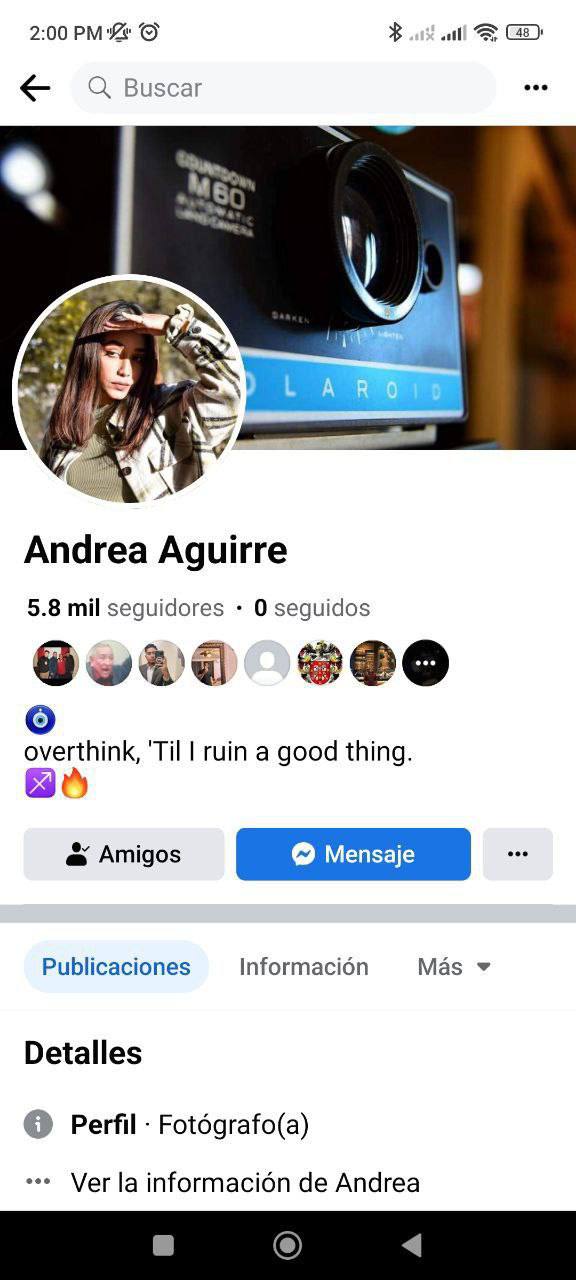 2:00 PM
48
Buscar
COUNTDOWN
M60
AUTOMATIC
LAND CAMERA
DARKEN
LIGHTEN
OLAROID
Andrea Aguirre
5.8 mil seguidores · 0 seguidos
🧿
overthink, 'Til I ruin a good thing.
♐🔥
Amigos
Mensaje
Publicaciones
Información
Más
Detalles
Perfil · Fotógrafo(a)
Ver la información de Andrea